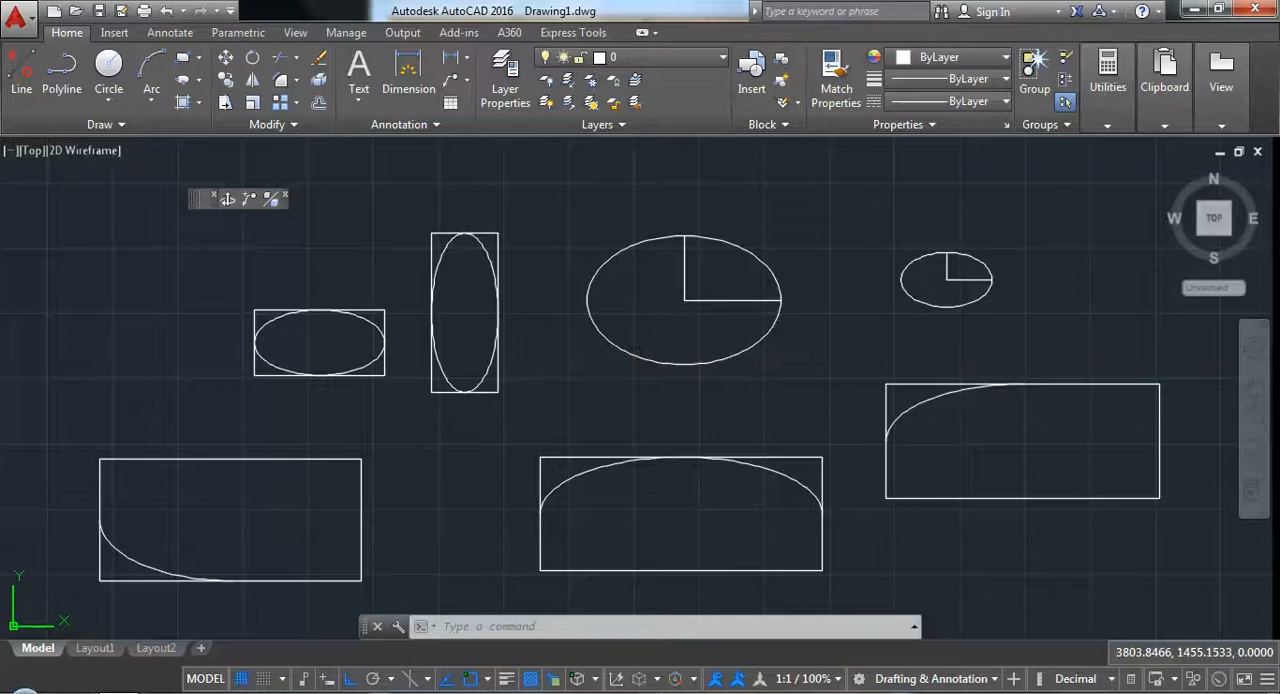 Autodesk AutoCAD 2016 Drawing1.dwg
Type a keyword or phrase
Sign In
Home Insert Annotate Parametric View Manage Output Add-ins A360 Express Tools
0
ByLayer
ByLayer
ByLayer
Line Polyline Circle Arc Text Dimension Layer Properties Insert Match Properties Group Utilities Clipboard View
Draw Modify Annotation Layers Block Properties Groups
[−][Top][2D Wireframe]
N
W TOP E
S
Unnamed
Y
X
Type a command
Model Layout1 Layout2 +
3803.8466, 1455.1533, 0.0000
MODEL 1:1 / 100% Drafting & Annotation Decimal